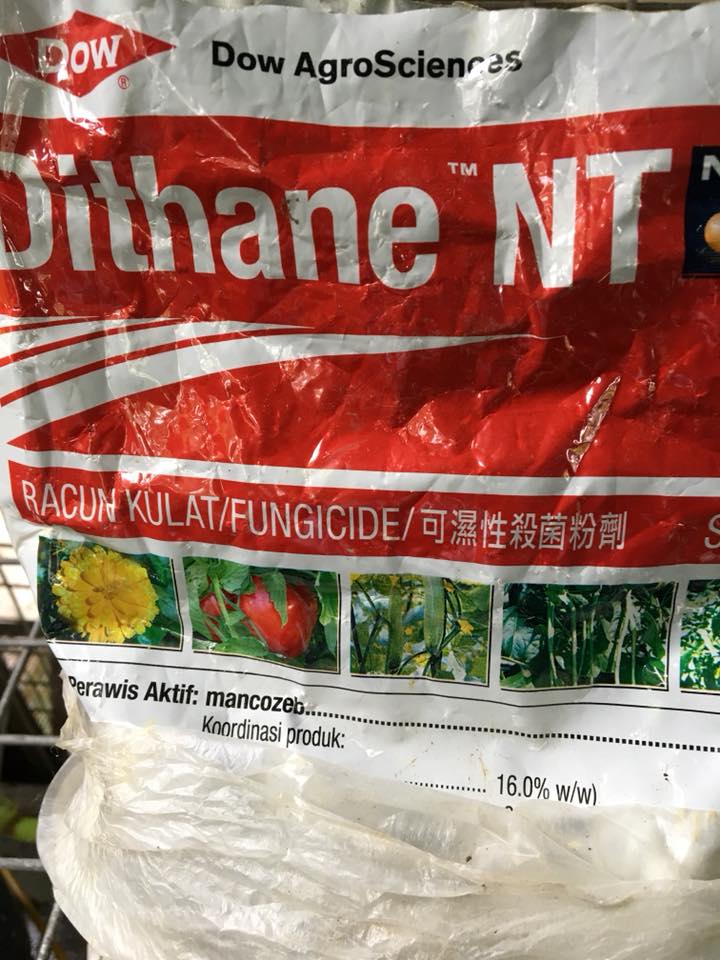 DOW
®
Dow AgroSciences
Dithane™ NT
RACUN KULAT/FUNGICIDE/可濕性殺菌粉劑
Perawis Aktif: mancozeb........................
Koordinasi produk:
............... 16.0% w/w)